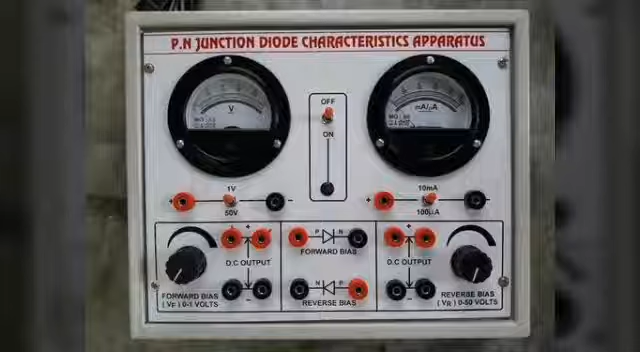 P.N JUNCTION DIODE CHARACTERISTICS APPARATUS
V
OFF
ON
mA/μA
1V
+ -
50V
10mA
+ -
100μA
+
D.C OUTPUT
-
FORWARD BIAS
(VF) 0-1 VOLTS
P N
FORWARD BIAS
N P
REVERSE BIAS
+
D.C OUTPUT
-
REVERSE BIAS
(VR) 0-50 VOLTS